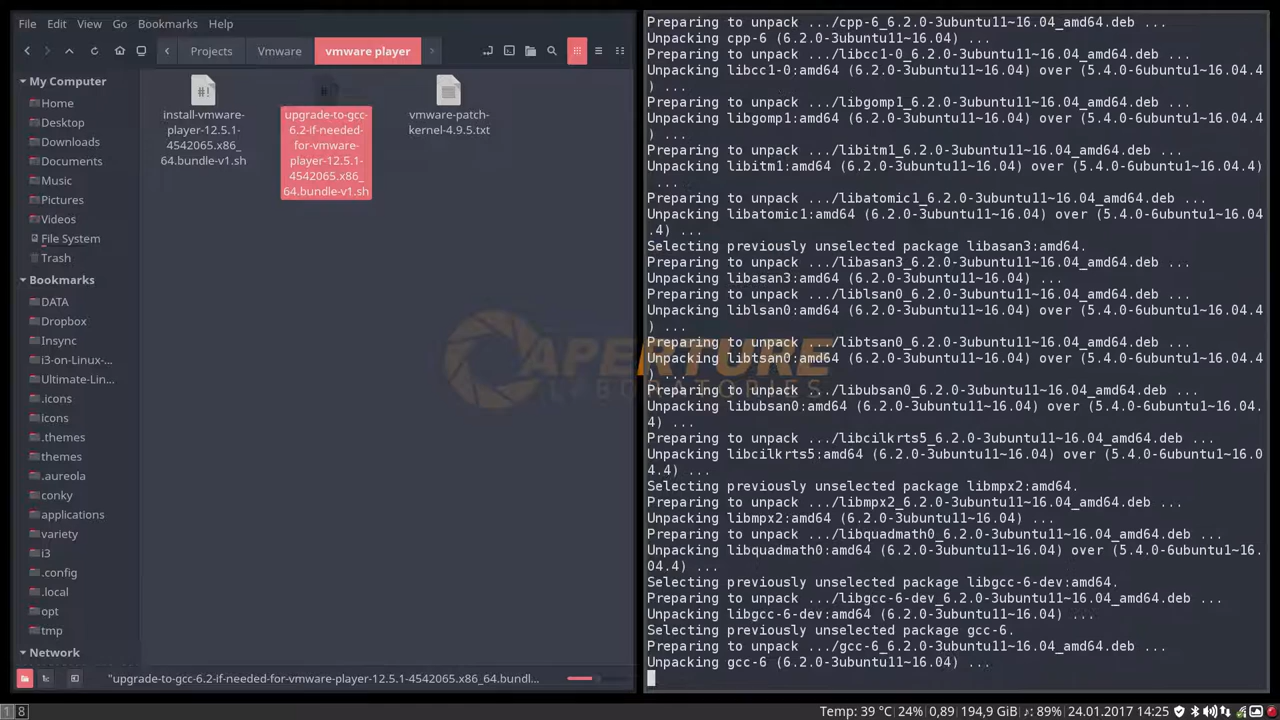 File Edit View Go Bookmarks Help
Projects Vmware vmware player
My Computer
Home
Desktop
Downloads
Documents
Music
Pictures
Videos
File System
Trash
Bookmarks
DATA
Dropbox
Insync
i3-on-Linux-...
Ultimate-Lin...
.icons
icons
.themes
themes
.aureola
conky
applications
variety
i3
.config
.local
opt
tmp
Network
install-vmware-
player-12.5.1-
4542065.x86_
64.bundle-v1.sh
upgrade-to-gcc-
6.2-if-needed-
for-vmware-
player-12.5.1-
4542065.x86_
64.bundle-v1.sh
vmware-patch-
kernel-4.9.5.txt
"upgrade-to-gcc-6.2-if-needed-for-vmware-player-12.5.1-4542065.x86_64.bundl...
APERTURE
LABORATORIES
Preparing to unpack .../cpp-6_6.2.0-3ubuntu11~16.04_amd64.deb ...
Unpacking cpp-6 (6.2.0-3ubuntu11~16.04) ...
Preparing to unpack .../libcc1-0_6.2.0-3ubuntu11~16.04_amd64.deb ...
Unpacking libcc1-0:amd64 (6.2.0-3ubuntu11~16.04) over (5.4.0-6ubuntu1~16.04.4
) ...
Preparing to unpack .../libgomp1_6.2.0-3ubuntu11~16.04_amd64.deb ...
Unpacking libgomp1:amd64 (6.2.0-3ubuntu11~16.04) over (5.4.0-6ubuntu1~16.04.4
) ...
Preparing to unpack .../libitm1_6.2.0-3ubuntu11~16.04_amd64.deb ...
Unpacking libitm1:amd64 (6.2.0-3ubuntu11~16.04) over (5.4.0-6ubuntu1~16.04.4)
...
Preparing to unpack .../libatomic1_6.2.0-3ubuntu11~16.04_amd64.deb ...
Unpacking libatomic1:amd64 (6.2.0-3ubuntu11~16.04) over (5.4.0-6ubuntu1~16.04
.4) ...
Selecting previously unselected package libasan3:amd64.
Preparing to unpack .../libasan3_6.2.0-3ubuntu11~16.04_amd64.deb ...
Unpacking libasan3:amd64 (6.2.0-3ubuntu11~16.04) ...
Preparing to unpack .../liblsan0_6.2.0-3ubuntu11~16.04_amd64.deb ...
Unpacking liblsan0:amd64 (6.2.0-3ubuntu11~16.04) over (5.4.0-6ubuntu1~16.04.4
) ...
Preparing to unpack .../libtsan0_6.2.0-3ubuntu11~16.04_amd64.deb ...
Unpacking libtsan0:amd64 (6.2.0-3ubuntu11~16.04) over (5.4.0-6ubuntu1~16.04.4
) ...
Preparing to unpack .../libubsan0_6.2.0-3ubuntu11~16.04_amd64.deb ...
Unpacking libubsan0:amd64 (6.2.0-3ubuntu11~16.04) over (5.4.0-6ubuntu1~16.04.
4) ...
Preparing to unpack .../libcilkrts5_6.2.0-3ubuntu11~16.04_amd64.deb ...
Unpacking libcilkrts5:amd64 (6.2.0-3ubuntu11~16.04) over (5.4.0-6ubuntu1~16.0
4.4) ...
Selecting previously unselected package libmpx2:amd64.
Preparing to unpack .../libmpx2_6.2.0-3ubuntu11~16.04_amd64.deb ...
Unpacking libmpx2:amd64 (6.2.0-3ubuntu11~16.04) ...
Preparing to unpack .../libquadmath0_6.2.0-3ubuntu11~16.04_amd64.deb ...
Unpacking libquadmath0:amd64 (6.2.0-3ubuntu11~16.04) over (5.4.0-6ubuntu1~16.
04.4) ...
Selecting previously unselected package libgcc-6-dev:amd64.
Preparing to unpack .../libgcc-6-dev_6.2.0-3ubuntu11~16.04_amd64.deb ...
Unpacking libgcc-6-dev:amd64 (6.2.0-3ubuntu11~16.04) ...
Selecting previously unselected package gcc-6.
Preparing to unpack .../gcc-6_6.2.0-3ubuntu11~16.04_amd64.deb ...
Unpacking gcc-6 (6.2.0-3ubuntu11~16.04) ...
1 8
Temp: 39 °C 24% 0,89 194,9 GiB ♪: 89% 24.01.2017 14:25